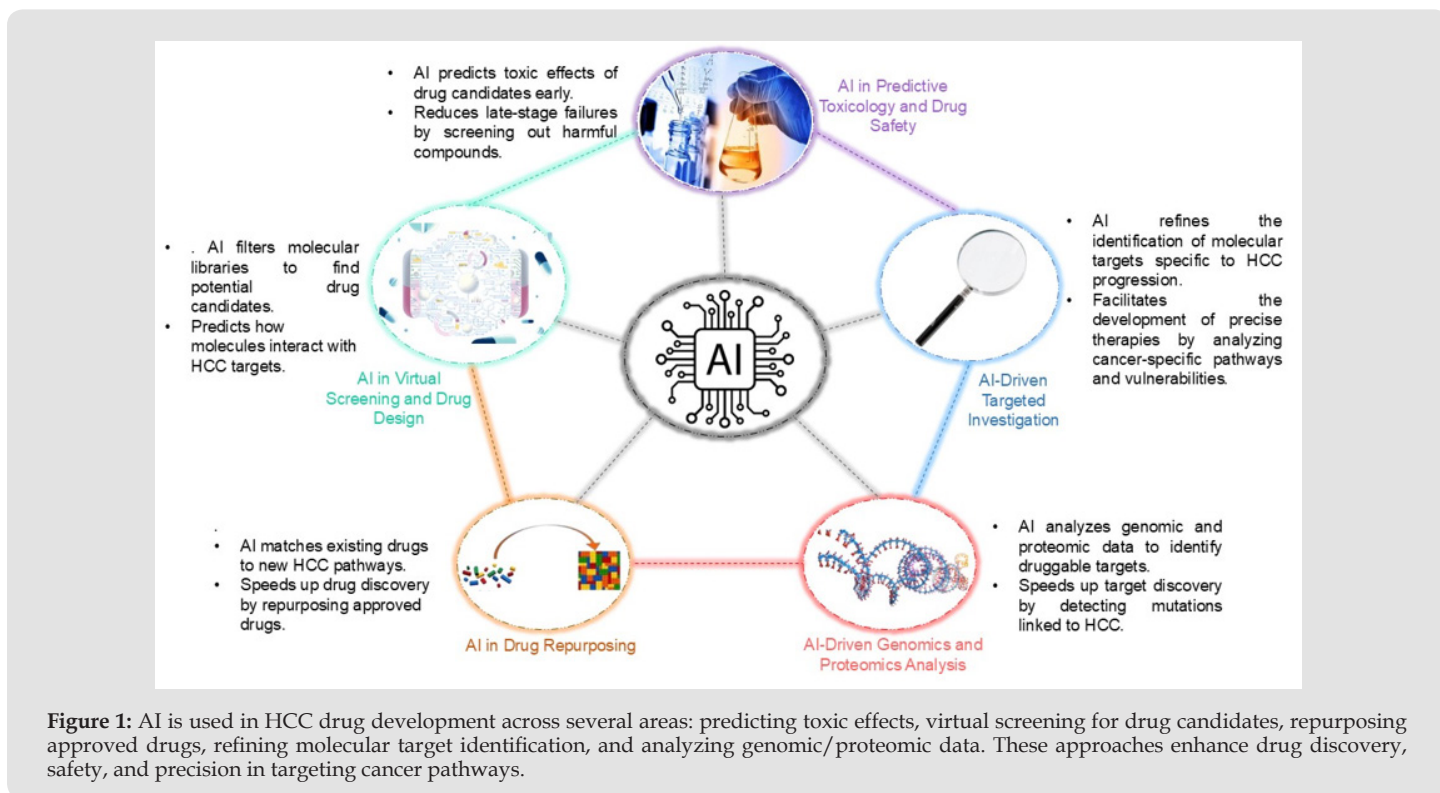 • AI predicts toxic effects of
drug candidates early.
• Reduces late-stage failures
by screening out harmful
compounds.
AI in Predictive
Toxicology and Drug
Safety
• . AI filters molecular
libraries to find
potential drug
candidates.
• Predicts how
molecules interact with
HCC targets.
AI in Virtual
Screening and Drug
Design
AI
• AI refines the
identification of molecular
targets specific to HCC
progression.
• Facilitates the
development of precise
therapies by analyzing
cancer-specific pathways
and vulnerabilities.
AI-Driven
Targeted
Investigation
.
• AI matches existing drugs
to new HCC pathways.
• Speeds up drug discovery
by repurposing approved
drugs.
AI in Drug Repurposing
• AI analyzes genomic and
proteomic data to identify
druggable targets.
• Speeds up target discovery
by detecting mutations
linked to HCC.
AI-Driven Genomics and
Proteomics Analysis
Figure 1: AI is used in HCC drug development across several areas: predicting toxic effects, virtual screening for drug candidates, repurposing
approved drugs, refining molecular target identification, and analyzing genomic/proteomic data. These approaches enhance drug discovery,
safety, and precision in targeting cancer pathways.